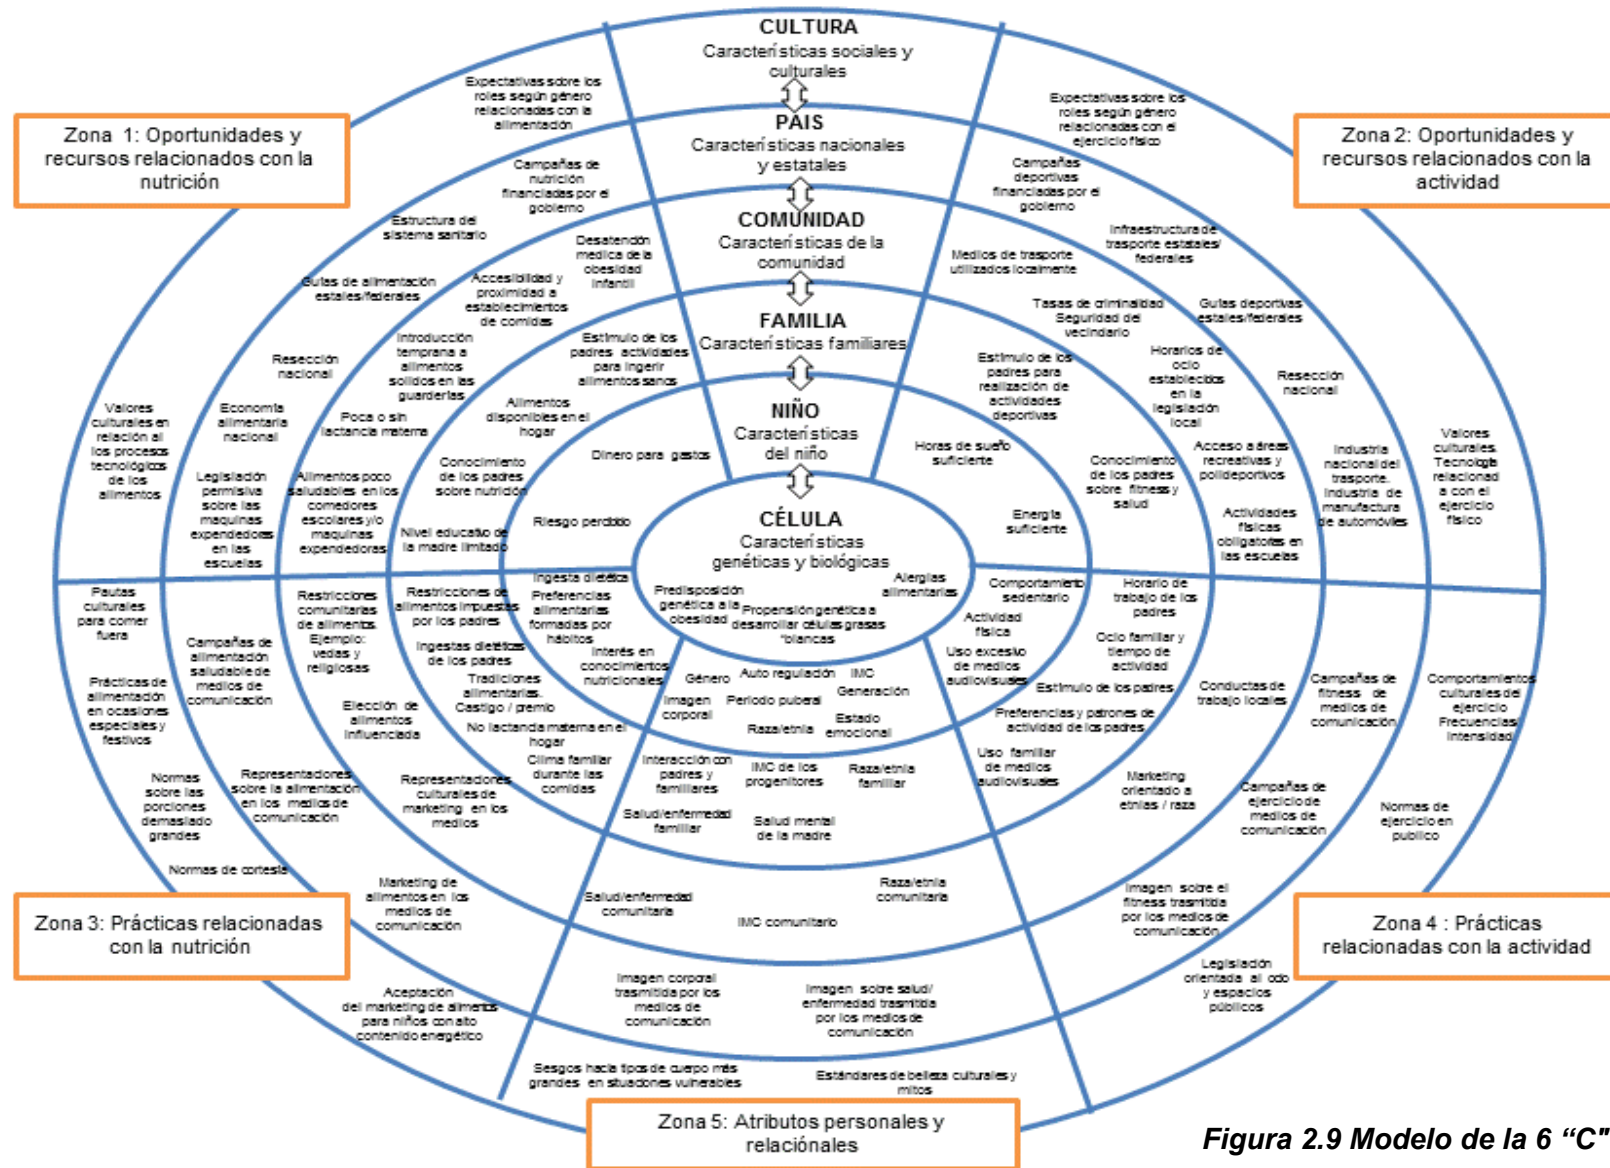 CULTURA
Características sociales y
culturales
PAIS
Características nacionales
y estatales
COMUNIDAD
Características de la
comunidad
FAMILIA
Características familiares
NIÑO
Características
del niño
CÉLULA
Características
genéticas y biológicas
Predisposición
genética a la
obesidad
Alergias
alimentarias
Propensión genética a
desarrollar células grasas
"blancas
Zona 1: Oportunidades y
recursos relacionados con la
nutrición
Expectativas sobre los
roles según género
relacionadas con la
alimentación
Campañas de
nutrición
financiadas por el
gobierno
Estructura del
sistema sanitario
Guías de alimentación
estales/federales
Resección
nacional
Economía
alimentaria
nacional
Valores
culturales en
relación al
los procesos
tecnológicos
de los
alimentos
Legislación
permisiva
sobre las
maquinas
expendedoras
en las
escuelas
Desatención
medica de la
obesidad
infantil
Accesibilidad y
proximidad a
establecimientos
de comidas
Introducción
temprana a
alimentos
solidos en las
guarderías
Poca o sin
lactancia materna
Alimentos poco
saludables en los
comedores
escolares y/o
maquinas
expendedoras
Estímulo de los
padres actividades
para ingerir
alimentos sanos
Alimentos
disponibles en el
hogar
Conocimiento
de los padres
sobre nutrición
Nivel educativo de
la madre limitado
Dinero para gastos
Riesgo percibido
Zona 2: Oportunidades y
recursos relacionados con la
actividad
Expectativas sobre los
roles según género
relacionadas con el
ejercicio físico
Campañas
deportivas
financiadas por el
gobierno
Infraestructura de
trasporte estatales/
federales
Medios de trasporte
utilizados localmente
Tasas de criminalidad
Seguridad del
vecindario
Guías deportivas
estales/federales
Horarios de
ocio
establecidos
en la
legislación
local
Resección
nacional
Estímulo de los
padres para
realización de
actividades
deportivas
Acceso a áreas
recreativas y
polideportivos
Industria
nacional del
trasporte.
Industria de
manufactura
de automóviles
Valores
culturales.
Tecnología
relacionad
a con el
ejercicio
físico
Conocimiento
de los padres
sobre fitness y
salud
Actividades
físicas
obligatorias en
las escuelas
Horas de sueño
suficiente
Energía
suficiente
Zona 3: Prácticas relacionadas
con la nutrición
Pautas
culturales
para comer
fuera
Prácticas de
alimentación
en ocasiones
especiales y
festivos
Normas
sobre las
porciones
demasiado
grandes
Normas de cortesía
Aceptación
del marketing de alimentos
para niños con alto
contenido energético
Campañas de
alimentación
saludable de
medios de
comunicación
Representaciones
sobre la alimentación
en los medios de
comunicación
Marketing de
alimentos en los
medios de
comunicación
Restricciones
comunitarias
de alimentos.
Ejemplo:
vedas y
religiosas
Elección de
alimentos
influenciada
Representaciones
culturales de
marketing en los
medios
Restricciones de
alimentos impuestas
por los padres
Ingestas dietéticas
de los padres
Tradiciones
alimentarias.
Castigo / premio
No lactancia materna en el
hogar
Clima familiar
durante las
comidas
Ingesta dietética
Preferencias
alimentarias
formadas por
hábitos
Interés en
conocimientos
nutricionales
Zona 4 : Prácticas
relacionadas con la actividad
Comportamiento
sedentario
Actividad
física
Uso excesivo
de medios
audiovisuales
Horario de
trabajo de los
padres
Ocio familiar y
tiempo de
actividad
Estímulo de los padres
Preferencias y patrones de
actividad de los padres
Uso familiar
de medios
audiovisuales
Conductas de
trabajo locales
Marketing
orientado a
etnias / raza
Campañas de
fitness de
medios de
comunicación
Campañas de
ejercicio de
medios de
comunicación
Imagen sobre el
fitness trasmitida
por los medios de
comunicación
Comportamientos
culturales del
ejercicio
Frecuencias/
intensidad
Normas de
ejercicio en
publico
Legislación
orientada al ocio
y espacios
públicos
Género
Auto regulación
IMC
Imagen
corporal
Periodo puberal
Generación
Raza/etnia
Estado
emocional
Interacción con
padres y
familiares
IMC de los
progenitores
Raza/etnia
familiar
Salud/enfermedad
familiar
Salud mental
de la madre
Salud/enfermedad
comunitaria
IMC comunitario
Raza/etnia
comunitaria
Imagen corporal
trasmitida por los
medios de
comunicación
Imagen sobre salud/
enfermedad trasmitida
por los medios de
comunicación
Sesgos hacia tipos de cuerpo más
grandes en situaciones vulnerables
Estándares de belleza culturales y
mitos
Zona 5: Atributos personales y
relaciónales
Figura 2.9 Modelo de la 6 “C"